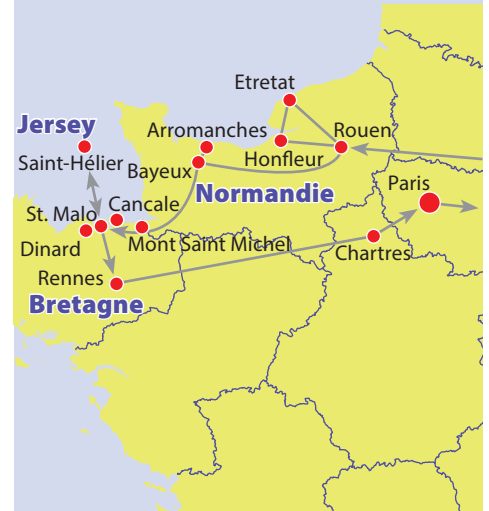 Etretat
Jersey
Arromanches
Rouen
Saint-Hélier
Bayeux
Honfleur
Paris
Normandie
Cancale
St. Malo
Dinard
Mont Saint Michel
Chartres
Rennes
Bretagne